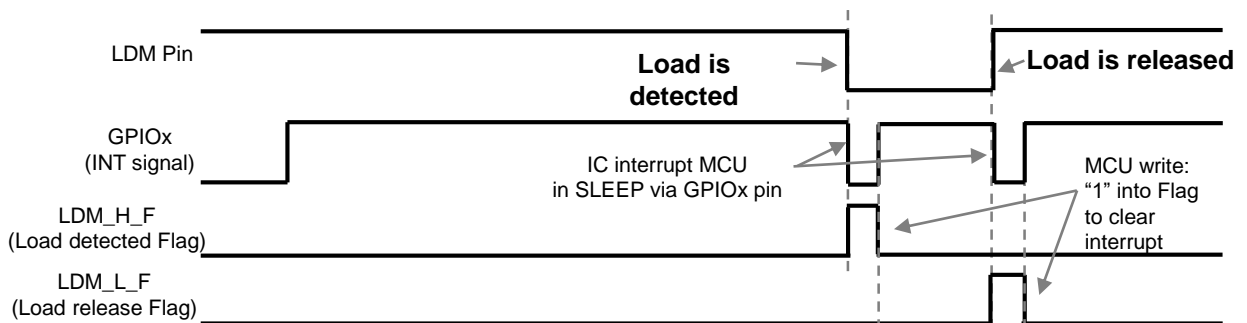 LDM Pin
Load is
detected
Load is released
GPIOx
(INT signal)
IC interrupt MCU
in SLEEP via GPIOx pin
MCU write:
“1” into Flag
to clear
interrupt
LDM_H_F
(Load detected Flag)
LDM_L_F
(Load release Flag)